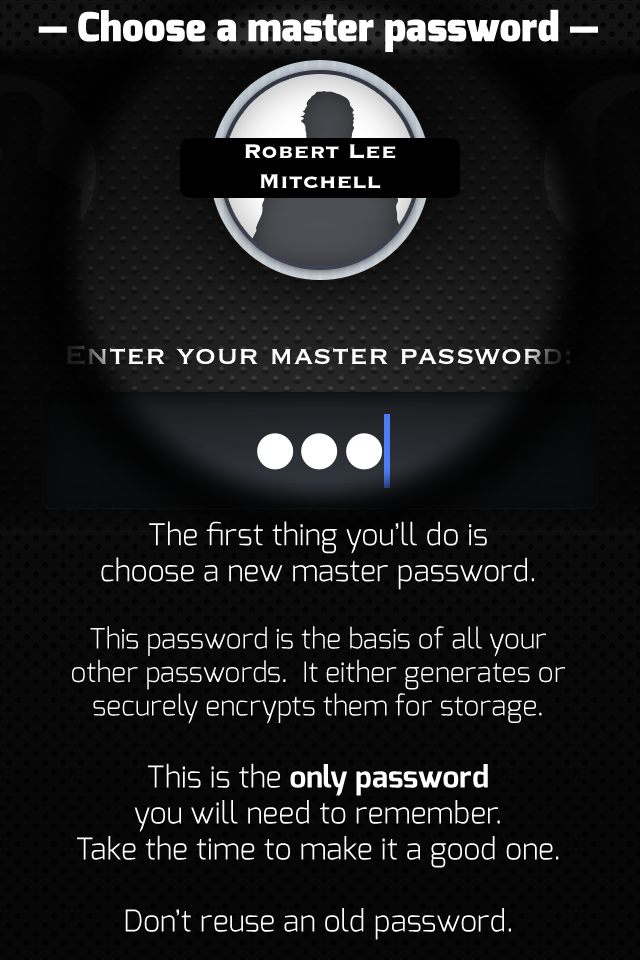 — Choose a master password —
Robert Lee
Mitchell
Enter your master password:
The first thing you’ll do is
choose a new master password.
This password is the basis of all your
other passwords.  It either generates or
securely encrypts them for storage.
This is the only password
you will need to remember.
Take the time to make it a good one.
Don’t reuse an old password.